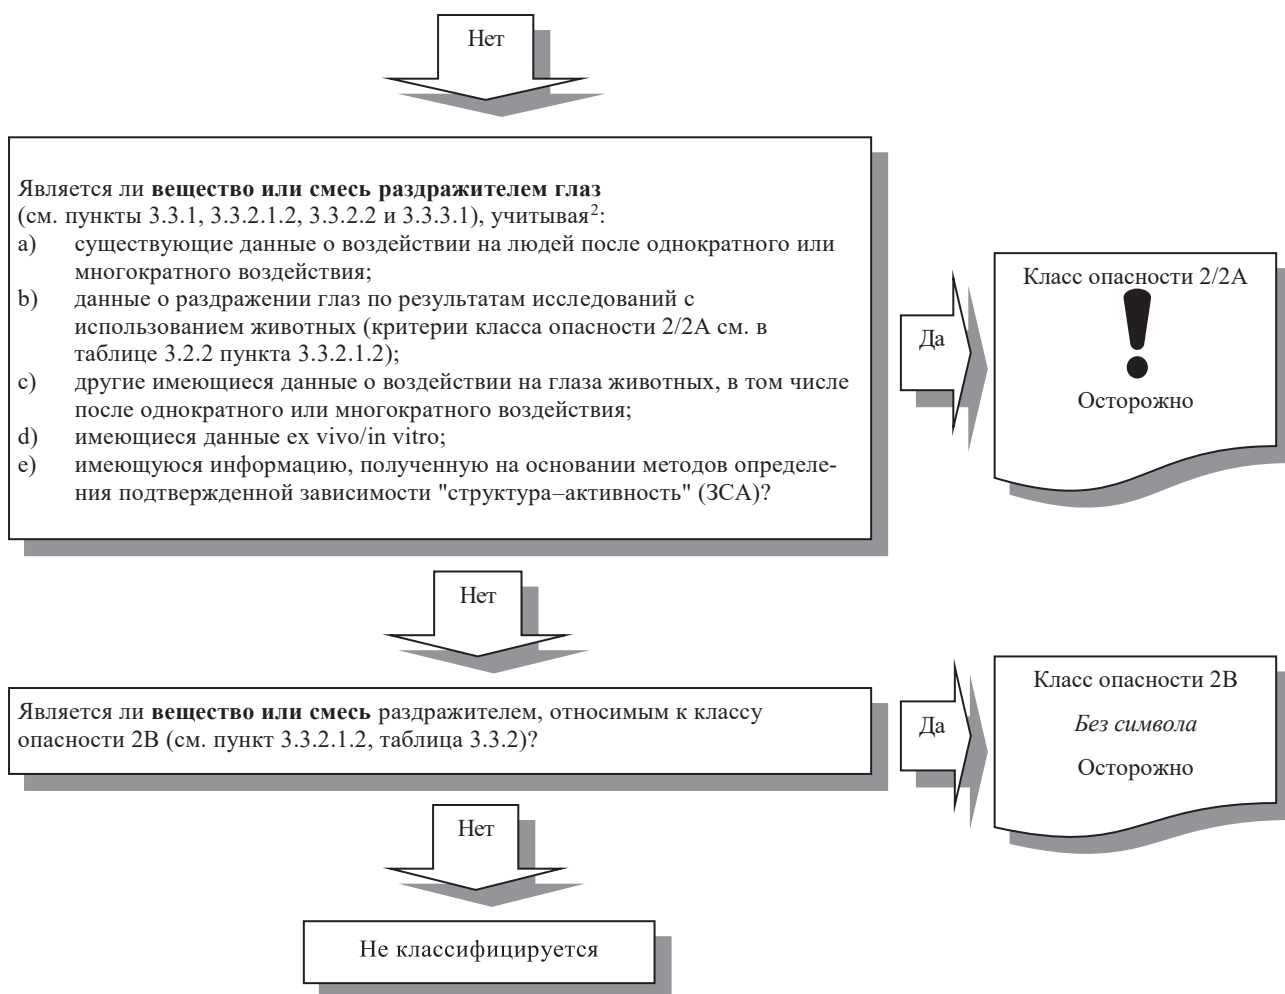 Нет
Является ли вещество или смесь раздражителем глаз
(см. пункты 3.3.1, 3.3.2.1.2, 3.3.2.2 и 3.3.3.1), учитывая²:
a) существующие данные о воздействии на людей после однократного или
многократного воздействия;
b) данные о раздражении глаз по результатам исследований с
использованием животных (критерии класса опасности 2/2A см. в
таблице 3.2.2 пункта 3.3.2.1.2);
c) другие имеющиеся данные о воздействии на глаза животных, в том числе
после однократного или многократного воздействия;
d) имеющиеся данные ex vivo/in vitro;
e) имеющуюся информацию, полученную на основании методов определе-
ния подтвержденной зависимости "структура–активность" (ЗСА)?
Да
Класс опасности 2/2A
!
Осторожно
Нет
Является ли вещество или смесь раздражителем, относимым к классу
опасности 2B (см. пункт 3.3.2.1.2, таблица 3.3.2)?
Да
Класс опасности 2B
Без символа
Осторожно
Нет
Не классифицируется